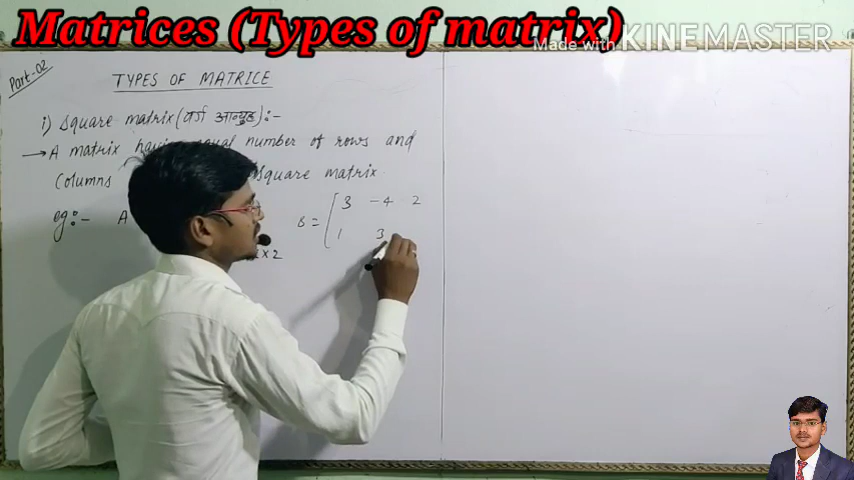 Matrices (Types of matrix)
Made with KINEMASTER
Part-02
TYPES OF MATRICE
i) Square matrix (वर्ग आव्यूह):-
→ A matrix having equal number of rows and
Columns square matrix.
eg:- A B = [ 3 -4 2
1 3
×2